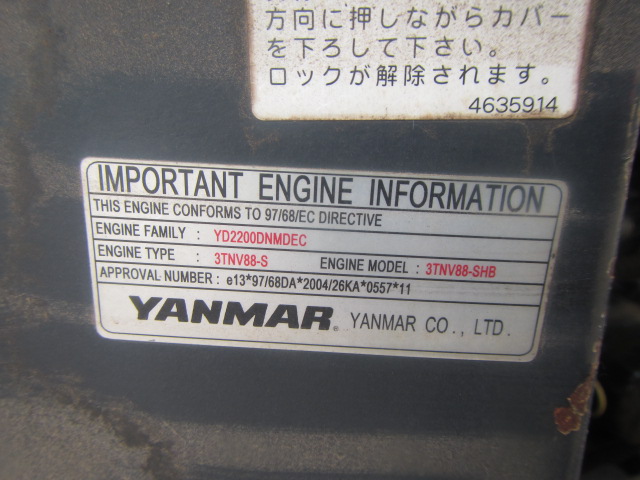 方向に押しながらカバー
を下ろして下さい。
ロックが解除されます。
4635914
IMPORTANT ENGINE INFORMATION
THIS ENGINE CONFORMS TO 97/68/EC DIRECTIVE
ENGINE FAMILY : YD2200DNMDEC
ENGINE TYPE : 3TNV88-S ENGINE MODEL : 3TNV88-SHB
APPROVAL NUMBER : e13*97/68DA*2004/26KA*0557*11
YANMAR YANMAR CO., LTD.